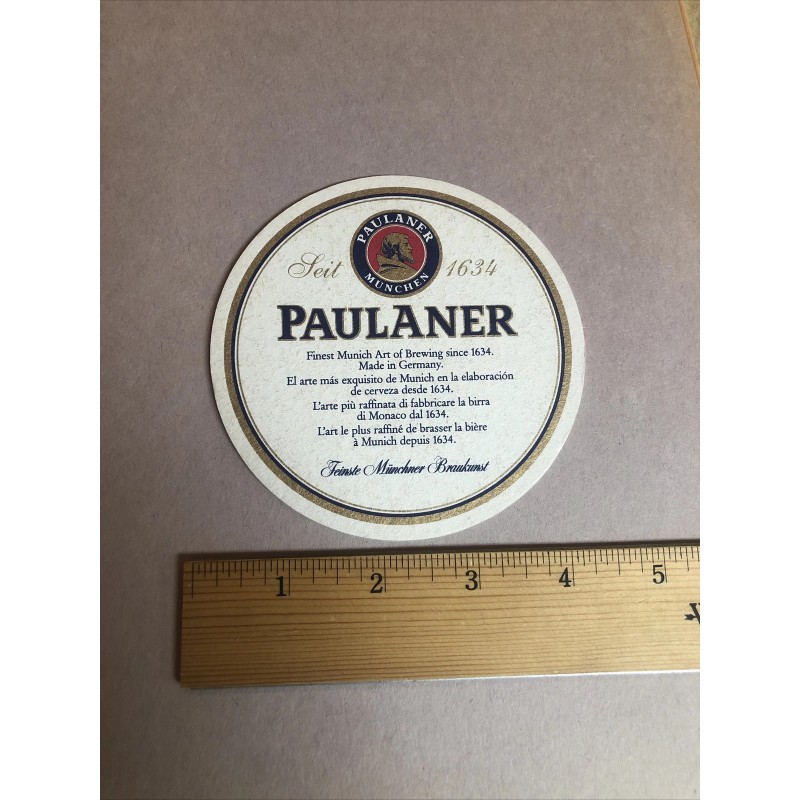 PAULANER
MÜNCHEN
Seit 1634
PAULANER
Finest Munich Art of Brewing since 1634.
Made in Germany.
El arte más exquisito de Munich en la elaboración
de cerveza desde 1634.
L'arte più raffinata di fabbricare la birra
di Monaco dal 1634.
L'art le plus raffiné de brasser la bière
à Munich depuis 1634.
Feinste Münchner Braukunst
1 2 3 4 5